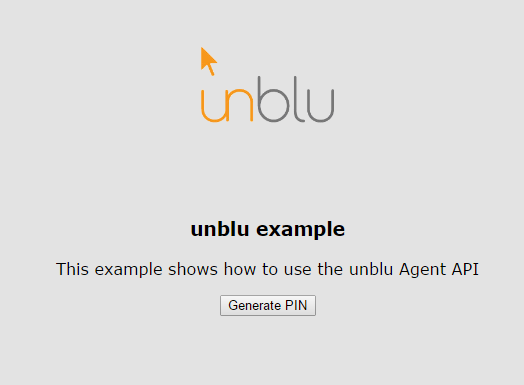 unblu
unblu example
This example shows how to use the unblu Agent API
Generate PIN